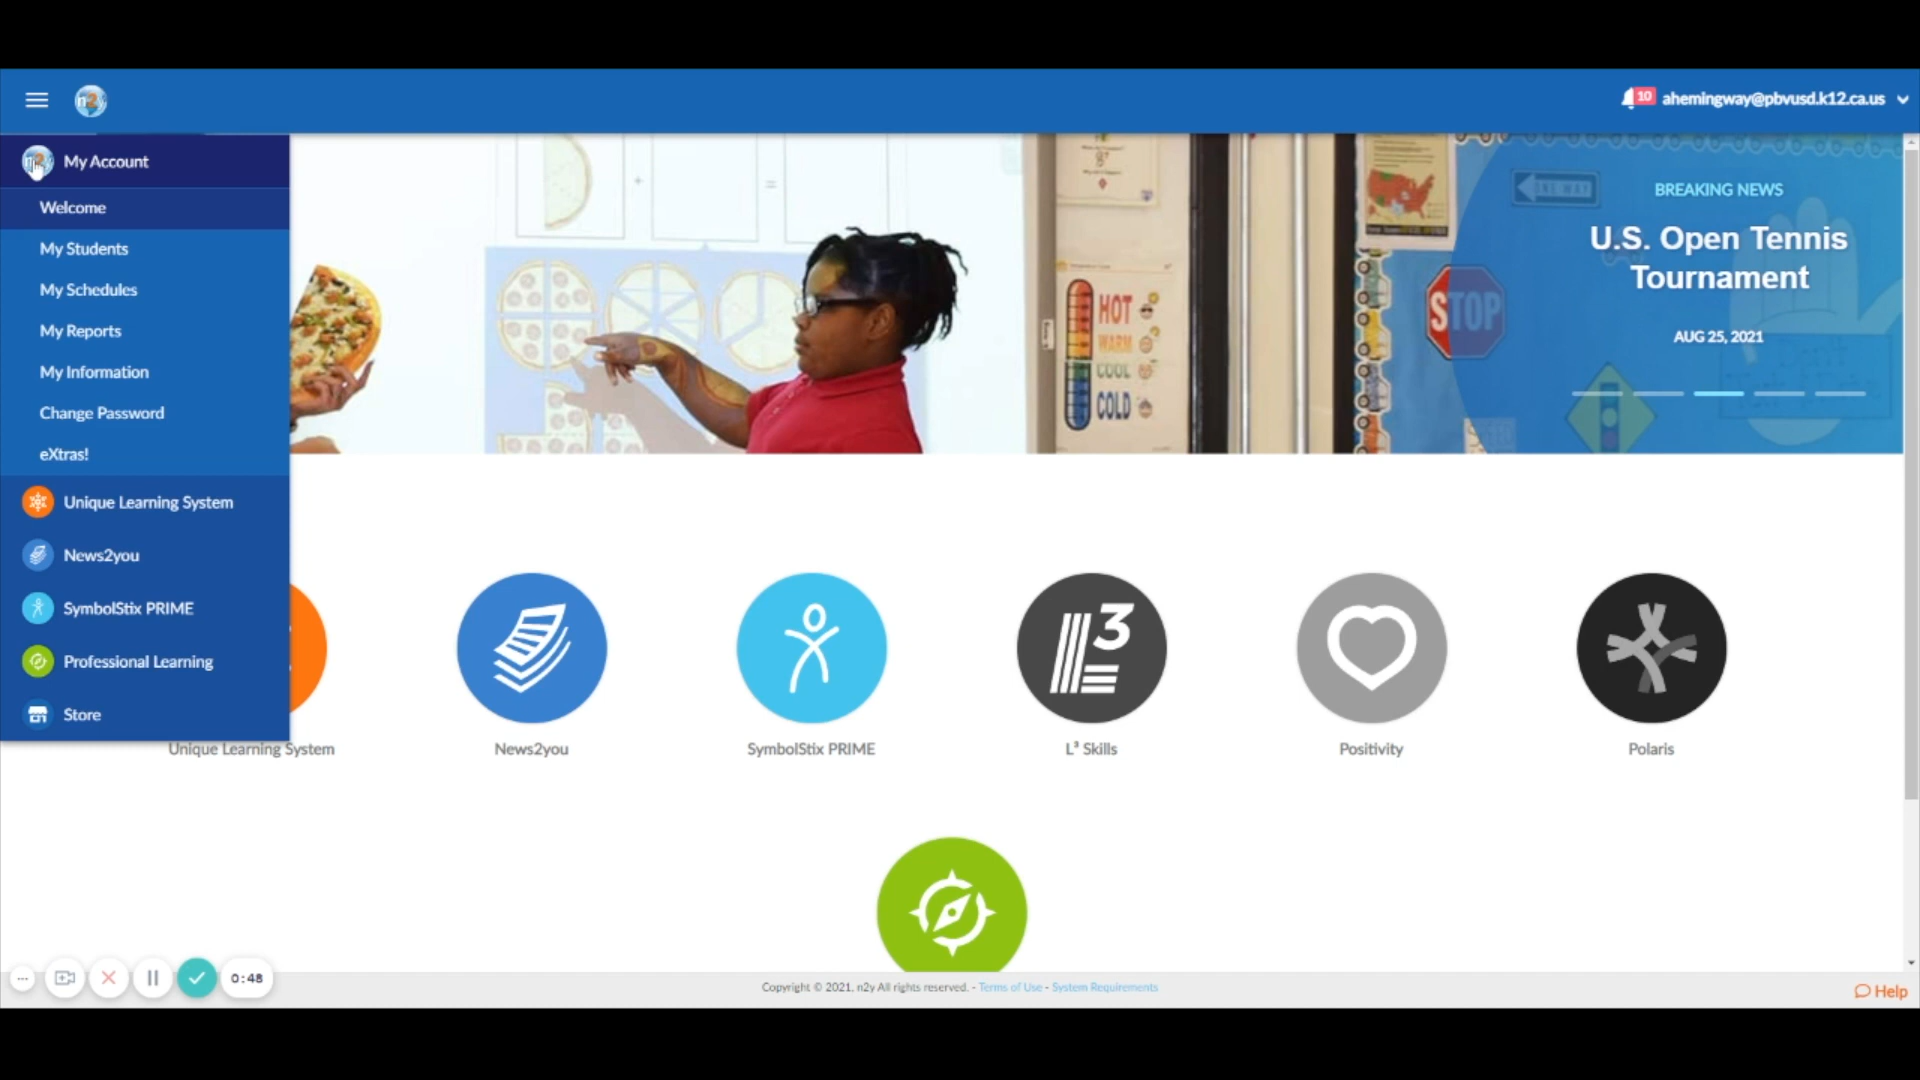 n2y
10
ahemingway@pbvusd.k12.ca.us
My Account
Welcome
My Students
My Schedules
My Reports
My Information
Change Password
eXtras!
Unique Learning System
News2you
SymbolStix PRIME
Professional Learning
Store
HOT
WARM
COOL
COLD
ONE WAY
STOP
BREAKING NEWS
U.S. Open Tennis
Tournament
AUG 25, 2021
Unique Learning System
News2you
SymbolStix PRIME
L³ Skills
Positivity
Polaris
0:48
Copyright © 2021. n2y All rights reserved. - Terms of Use - System Requirements
Help